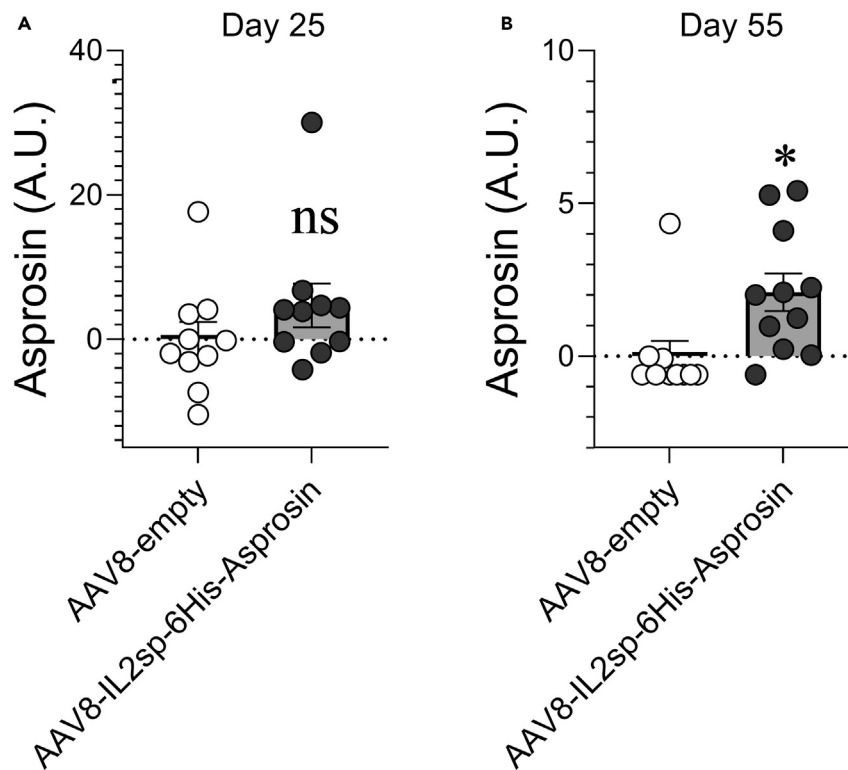 A
Day 25
Asprosin (A.U.)
40
20
0
ns
AAV8-empty
AAV8-IL2sp-6His-Asprosin
B
Day 55
Asprosin (A.U.)
10
5
0
*
AAV8-empty
AAV8-IL2sp-6His-Asprosin